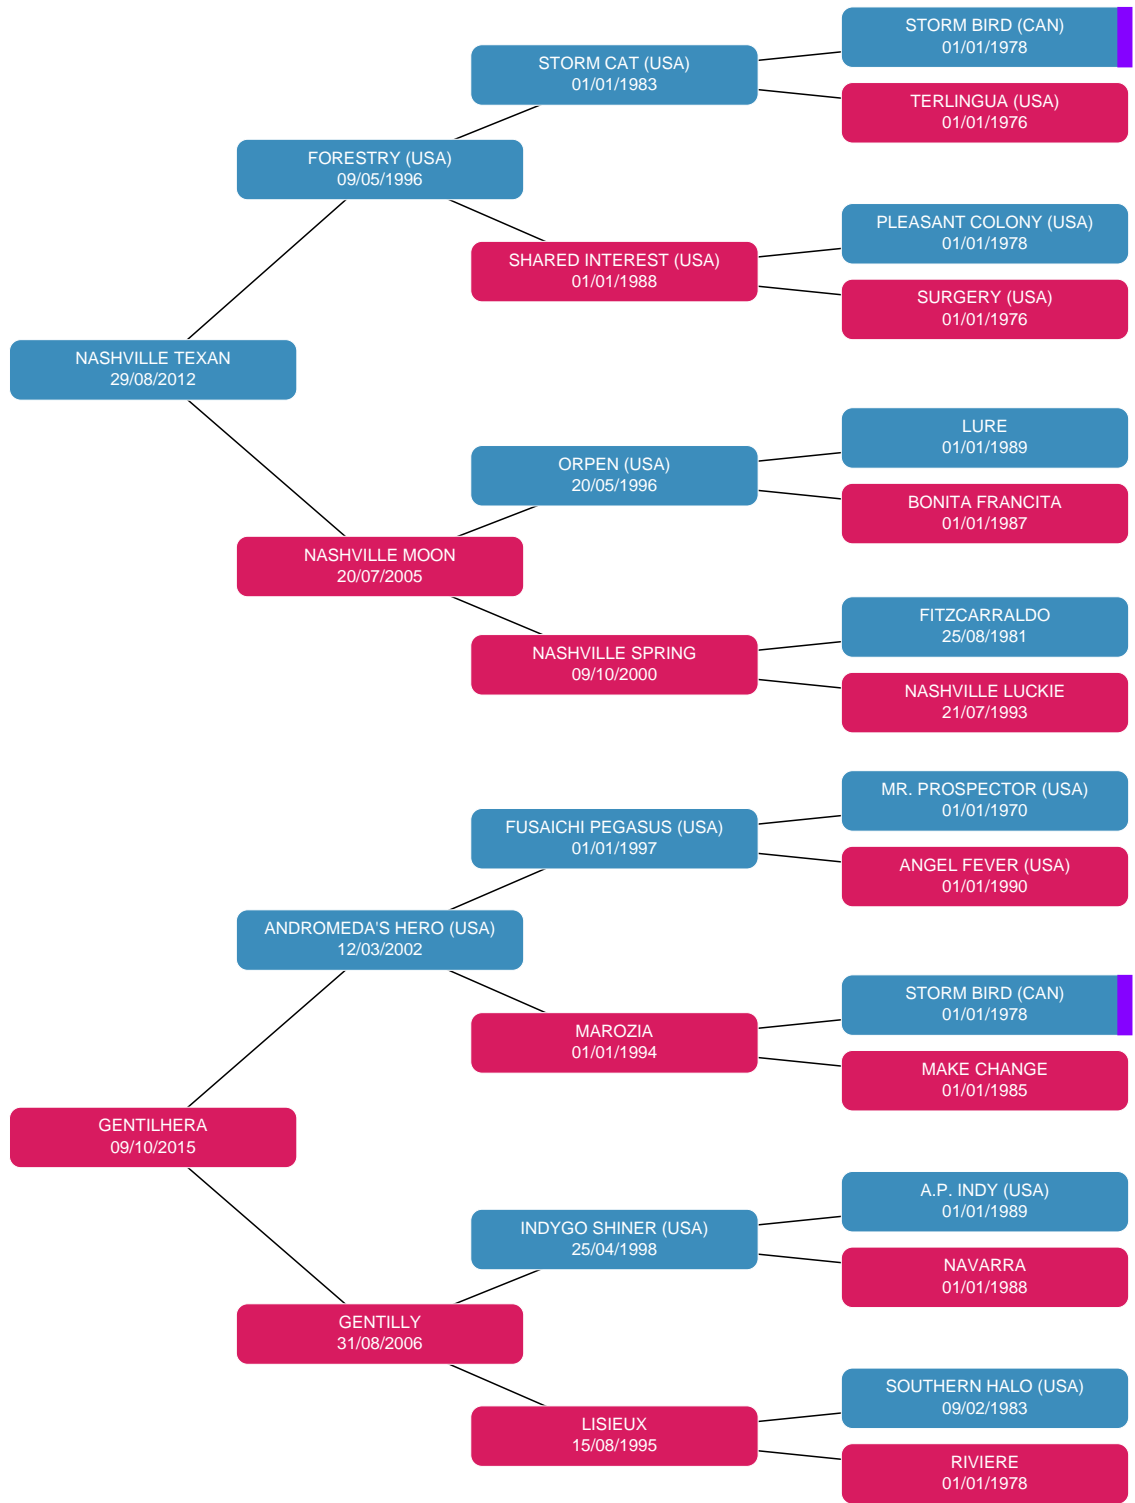 STORM BIRD (CAN)
01/01/1978
STORM CAT (USA)
01/01/1983
TERLINGUA (USA)
01/01/1976
FORESTRY (USA)
09/05/1996
PLEASANT COLONY (USA)
01/01/1978
SHARED INTEREST (USA)
01/01/1988
SURGERY (USA)
01/01/1976
NASHVILLE TEXAN
29/08/2012
LURE
01/01/1989
ORPEN (USA)
20/05/1996
BONITA FRANCITA
01/01/1987
NASHVILLE MOON
20/07/2005
FITZCARRALDO
25/08/1981
NASHVILLE SPRING
09/10/2000
NASHVILLE LUCKIE
21/07/1993
MR. PROSPECTOR (USA)
01/01/1970
FUSAICHI PEGASUS (USA)
01/01/1997
ANGEL FEVER (USA)
01/01/1990
ANDROMEDA'S HERO (USA)
12/03/2002
STORM BIRD (CAN)
01/01/1978
MAROZIA
01/01/1994
MAKE CHANGE
01/01/1985
GENTILHERA
09/10/2015
A.P. INDY (USA)
01/01/1989
INDYGO SHINER (USA)
25/04/1998
NAVARRA
01/01/1988
GENTILLY
31/08/2006
SOUTHERN HALO (USA)
09/02/1983
LISIEUX
15/08/1995
RIVIERE
01/01/1978